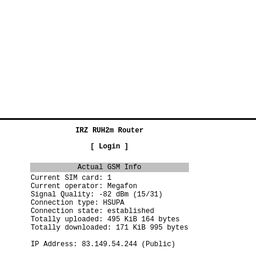 IRZ RUH2m Router
[ Login ]
Actual GSM Info
Current SIM card: 1
Current operator: Megafon
Signal Quality: -82 dBm (15/31)
Connection type: HSUPA
Connection state: established
Totally uploaded: 495 KiB 164 bytes
Totally downloaded: 171 KiB 995 bytes
IP Address: 83.149.54.244 (Public)